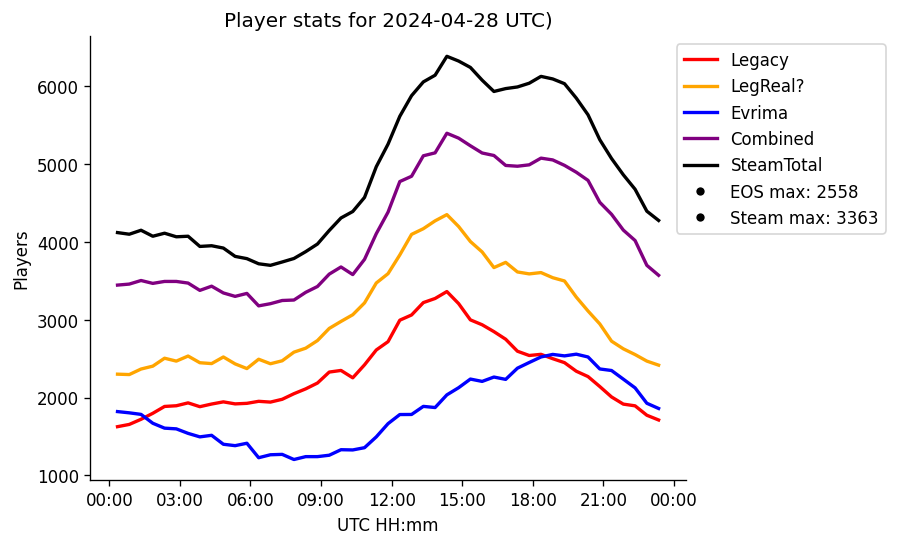 Player stats for 2024-04-28 UTC)
Players
6000
5000
4000
3000
2000
1000
00:00 03:00 06:00 09:00 12:00 15:00 18:00 21:00 00:00
UTC HH:mm
Legacy
LegReal?
Evrima
Combined
SteamTotal
EOS max: 2558
Steam max: 3363